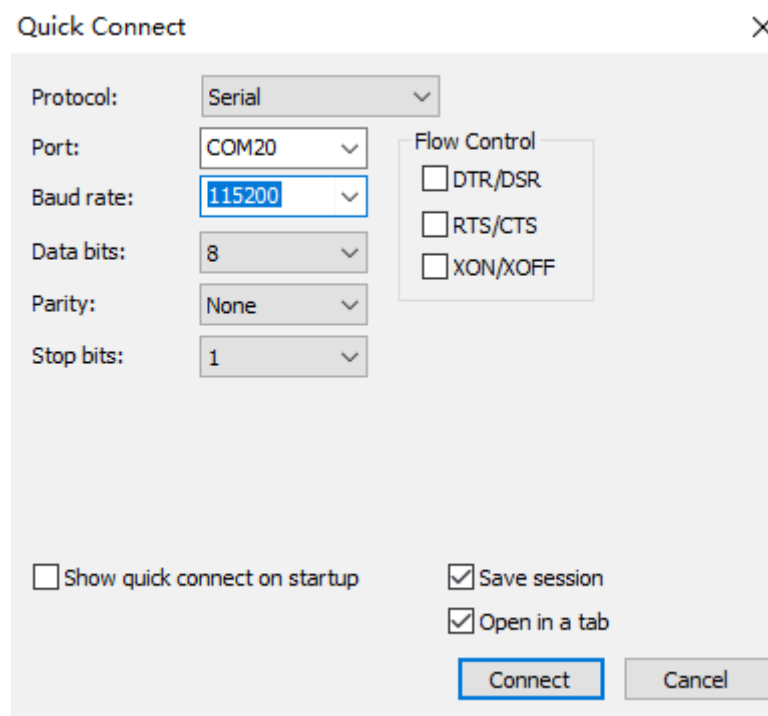 Quick Connect
Protocol: Serial
Port: COM20
Flow Control
DTR/DSR
Baud rate: 115200
RTS/CTS
Data bits: 8
XON/XOFF
Parity: None
Stop bits: 1
Show quick connect on startup
Save session
Open in a tab
Connect Cancel